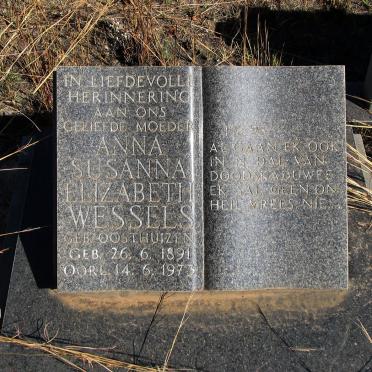 IN LIEFDEVOLLE
HERINNERING
AAN ONS
GELIEFDE MOEDER
ANNA
SUSANNA
ELIZABETH
WESSELS
GEB. OOSTHUIZEN
GEB. 26. 6. 1891
OORL. 14. 6. 1973
AL GAAN EK OOK
IN 'N DAL VAN
DOODSKADUWEE
EK SAL GEEN ON
HEIL VREES NIE.